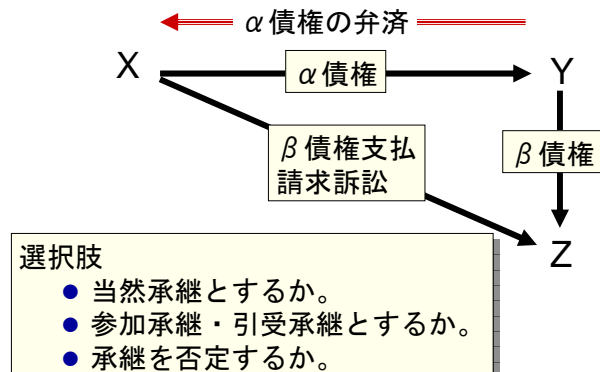 α債権の弁済
X
α債権
Y
β債権支払
請求訴訟
β債権
Z
選択肢
● 当然承継とするか。
● 参加承継・引受承継とするか。
● 承継を否定するか。